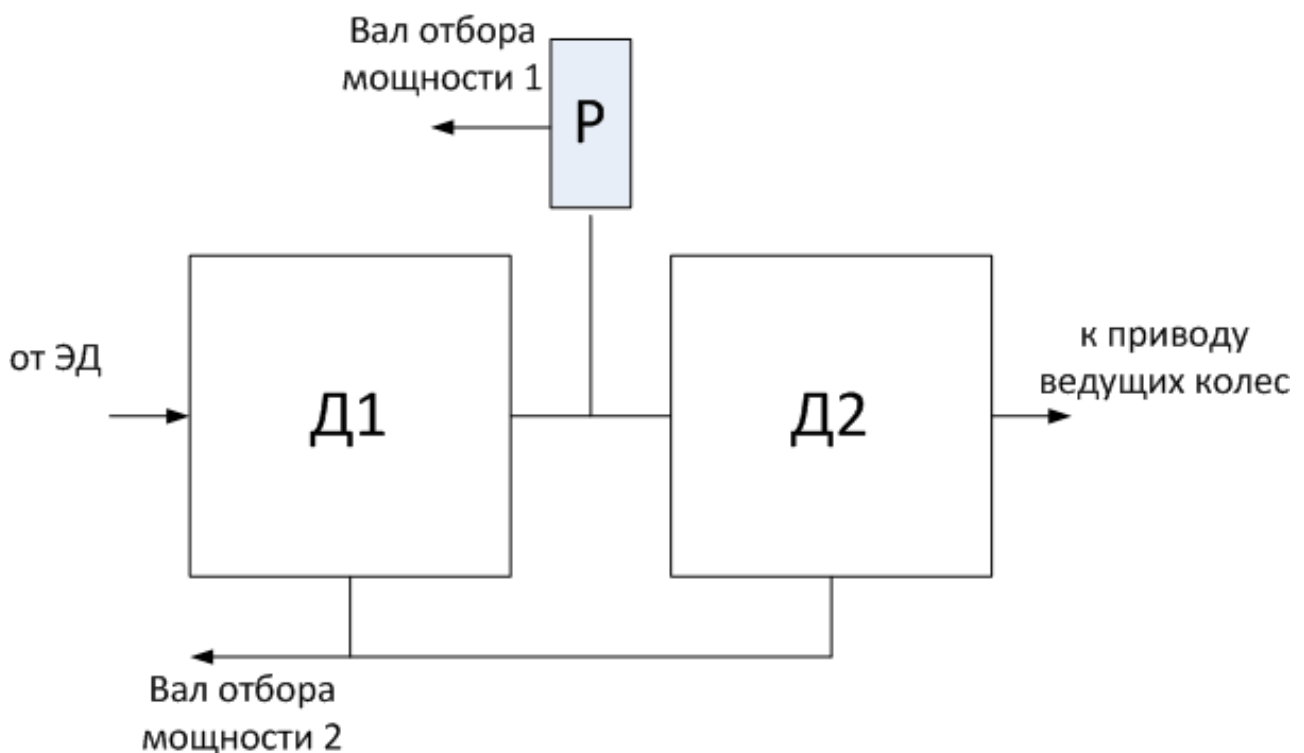 Вал отбора
мощности 1
Р
от ЭД
Д1
Д2
к приводу
ведущих колес
Вал отбора
мощности 2